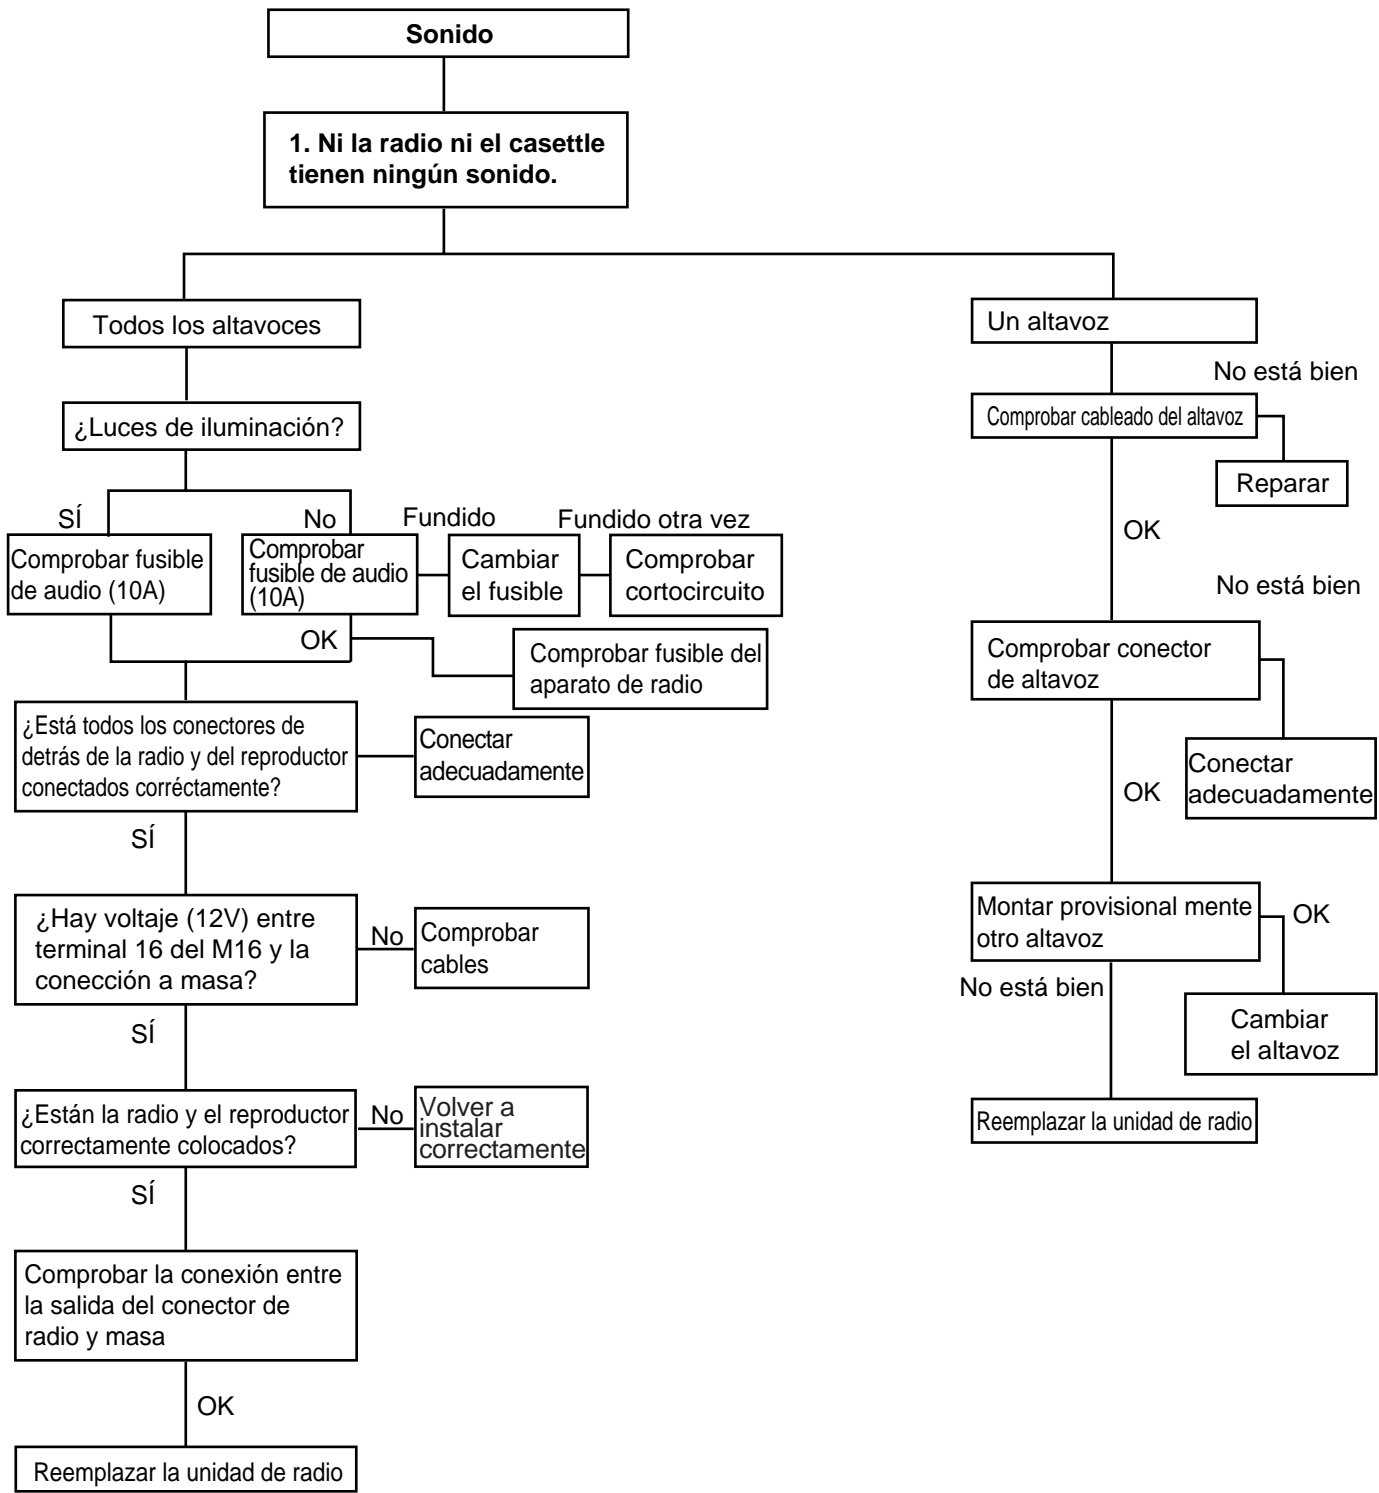 Sonido
1. Ni la radio ni el casettle
tienen ningún sonido.
Todos los altavoces
¿Luces de iluminación?
SÍ
No
Fundido
Fundido otra vez
Comprobar fusible
de audio (10A)
Comprobar
fusible de audio
(10A)
Cambiar
el fusible
Comprobar
cortocircuito
OK
Comprobar fusible del
aparato de radio
¿Está todos los conectores de
detrás de la radio y del reproductor
conectados corréctamente?
Conectar
adecuadamente
SÍ
¿Hay voltaje (12V) entre
terminal 16 del M16 y la
conección a masa?
No
Comprobar
cables
SÍ
¿Están la radio y el reproductor
correctamente colocados?
No
Volver a
instalar
correctamente
SÍ
Comprobar la conexión entre
la salida del conector de
radio y masa
OK
Reemplazar la unidad de radio
Un altavoz
No está bien
Comprobar cableado del altavoz
Reparar
OK
No está bien
Comprobar conector
de altavoz
Conectar
adecuadamente
OK
Montar provisional mente
otro altavoz
OK
No está bien
Cambiar
el altavoz
Reemplazar la unidad de radio